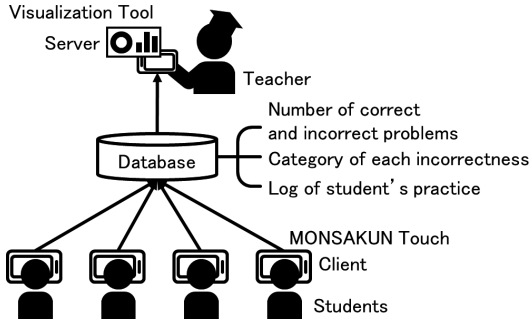 Visualization Tool
Server
Teacher
Number of correct
and incorrect problems
Database
Category of each incorrectness
Log of student's practice
MONSAKUN Touch
Client
Students